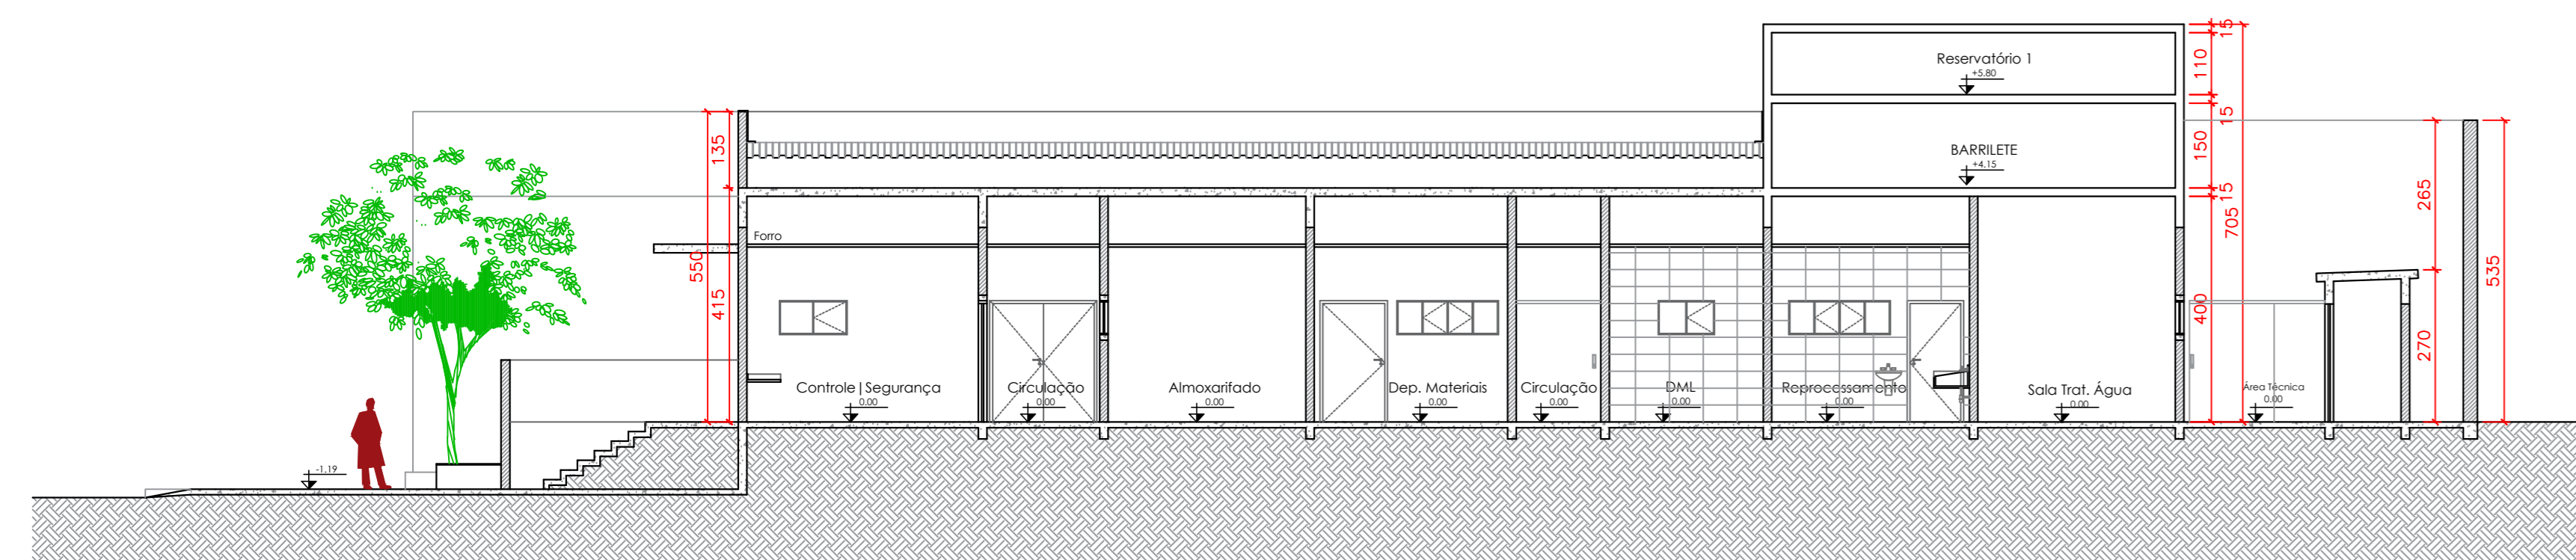 Reservatório 1
+5.80
BARRILETE
+4.15
15
110
15
150
15
705
400
135
550
415
265
270
535
Forro
Controle|Segurança
0.00
Circulação
0.00
Almoxarifado
0.00
Dep. Materiais
0.00
Circulação
0.00
DML
0.00
Reprocessamento
0.00
Sala Trat. Água
0.00
Área Técnica
0.00
-1.19